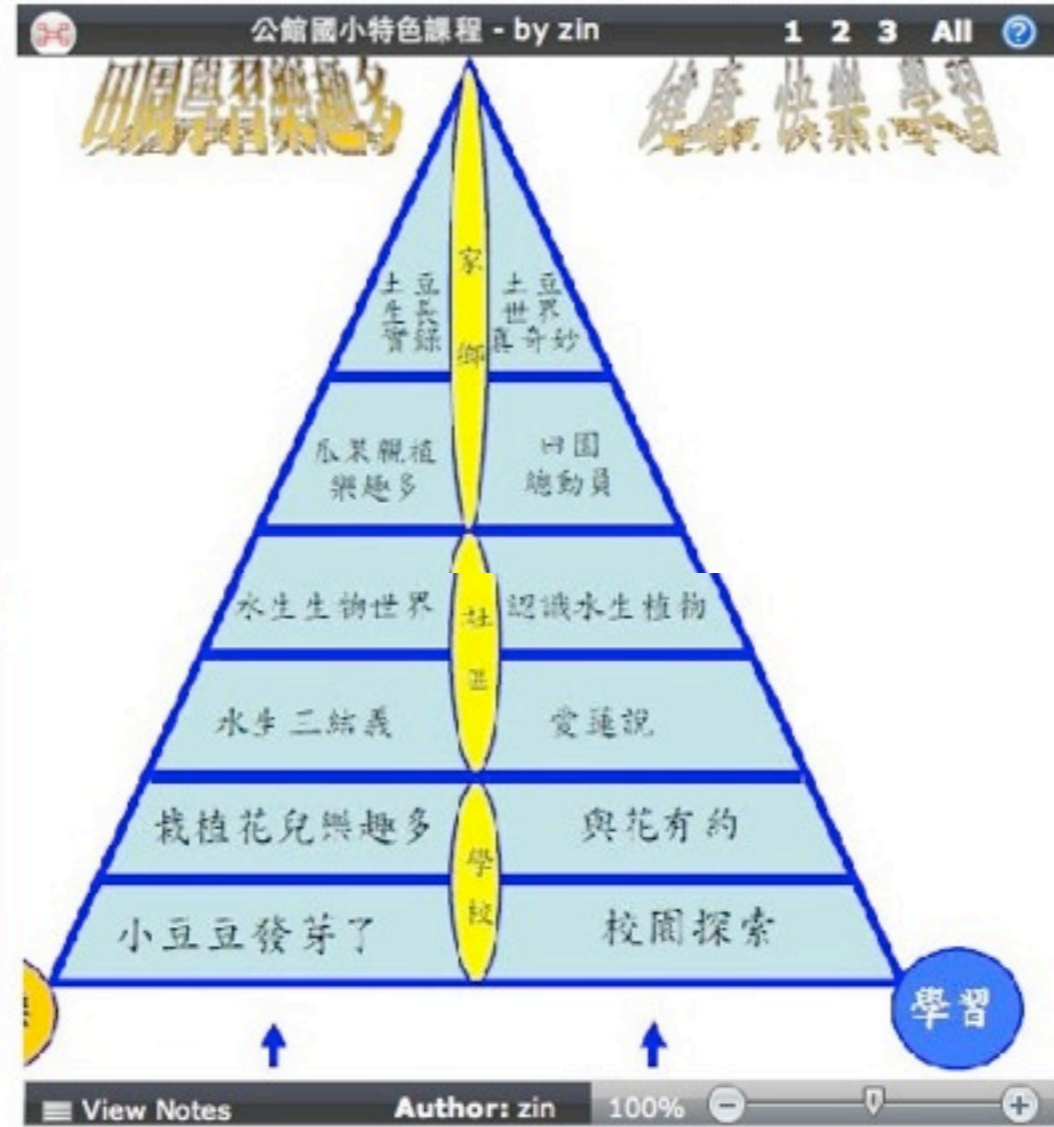 公館國小特色課程 - by zin
1 2 3 All ?
田園學習樂趣多
健康.快樂.學習
家鄉
土豆
生長
實錄
土豆
世界
真奇妙
瓜菜親植
樂趣多
田園
總動員
社區
水生生物世界
認識水生植物
水生三結義
愛蓮說
學校
栽植花兒樂趣多
與花有約
小豆豆發芽了
校園探索
學習
View Notes
Author: zin
100%